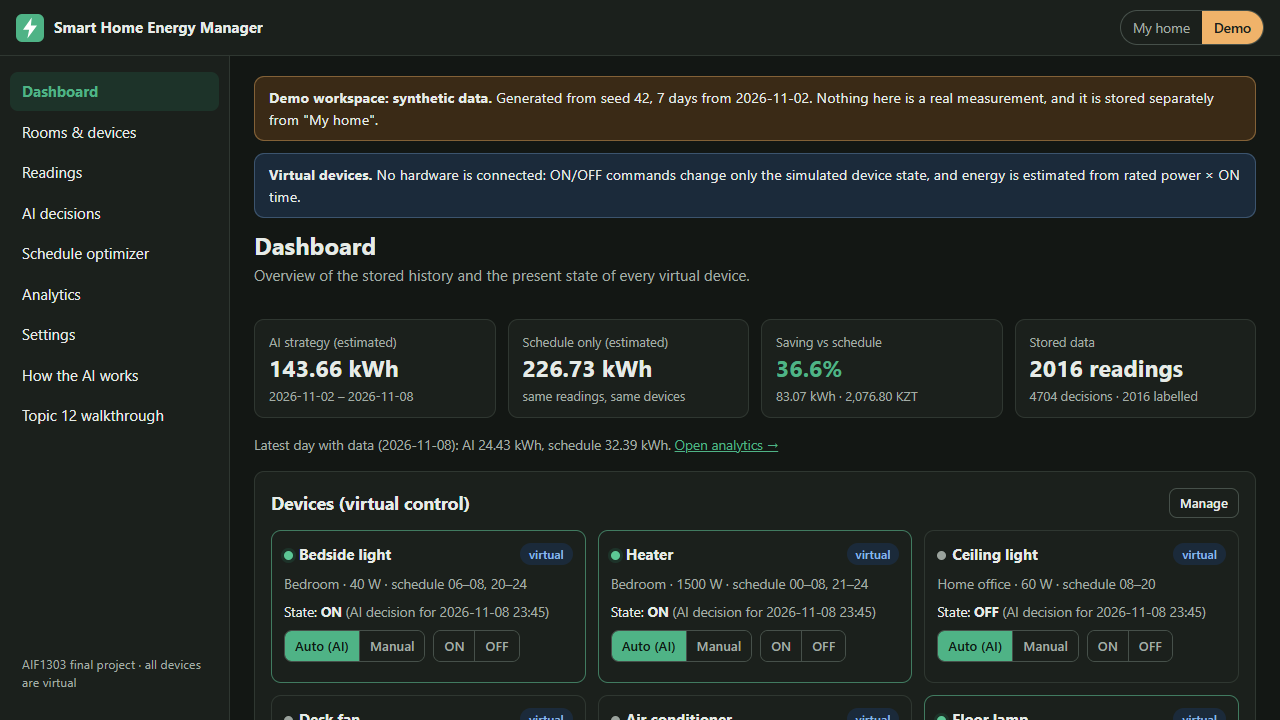 Smart Home Energy Manager
My home
Demo
Dashboard
Rooms & devices
Readings
AI decisions
Schedule optimizer
Analytics
Settings
How the AI works
Topic 12 walkthrough
AIF1303 final project · all devices
are virtual
Demo workspace: synthetic data. Generated from seed 42, 7 days from 2026-11-02. Nothing here is a real measurement, and it is stored separately
from "My home".
Virtual devices. No hardware is connected: ON/OFF commands change only the simulated device state, and energy is estimated from rated power × ON
time.
Dashboard
Overview of the stored history and the present state of every virtual device.
AI strategy (estimated)
143.66 kWh
2026-11-02 – 2026-11-08
Schedule only (estimated)
226.73 kWh
same readings, same devices
Saving vs schedule
36.6%
83.07 kWh · 2,076.80 KZT
Stored data
2016 readings
4704 decisions · 2016 labelled
Latest day with data (2026-11-08): AI 24.43 kWh, schedule 32.39 kWh. Open analytics →
Devices (virtual control)
Manage
Bedside light
virtual
Bedroom · 40 W · schedule 06–08, 20–24
State: ON (AI decision for 2026-11-08 23:45)
Auto (AI) Manual ON OFF
Heater
virtual
Bedroom · 1500 W · schedule 00–08, 21–24
State: ON (AI decision for 2026-11-08 23:45)
Auto (AI) Manual ON OFF
Ceiling light
virtual
Home office · 60 W · schedule 08–20
State: OFF (AI decision for 2026-11-08 23:45)
Auto (AI) Manual ON OFF
Desk fan
virtual
Air conditioner
virtual
Floor lamp
virtual